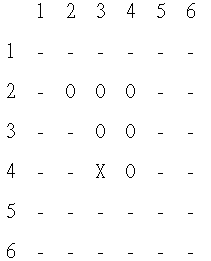 1 2 3 4 5 6
1 - - - - - -
2 - O O O - -
3 - - O O - -
4 - - X O - -
5 - - - - - -
6 - - - - - -